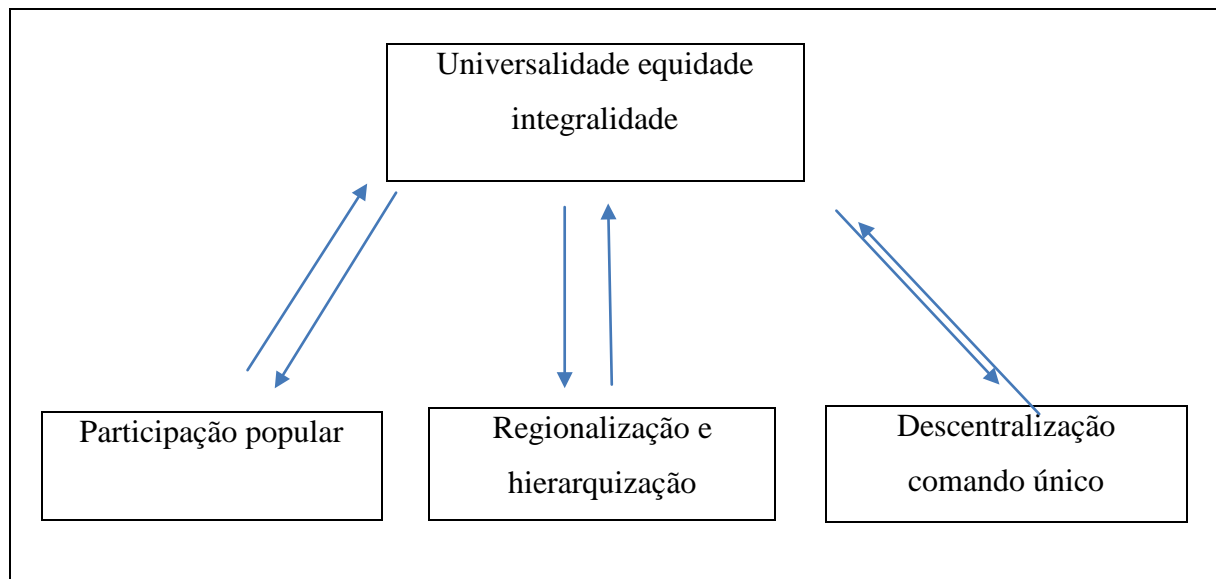 Universalidade equidade
integralidade
Participação popular
Regionalização e
hierarquização
Descentralização
comando único